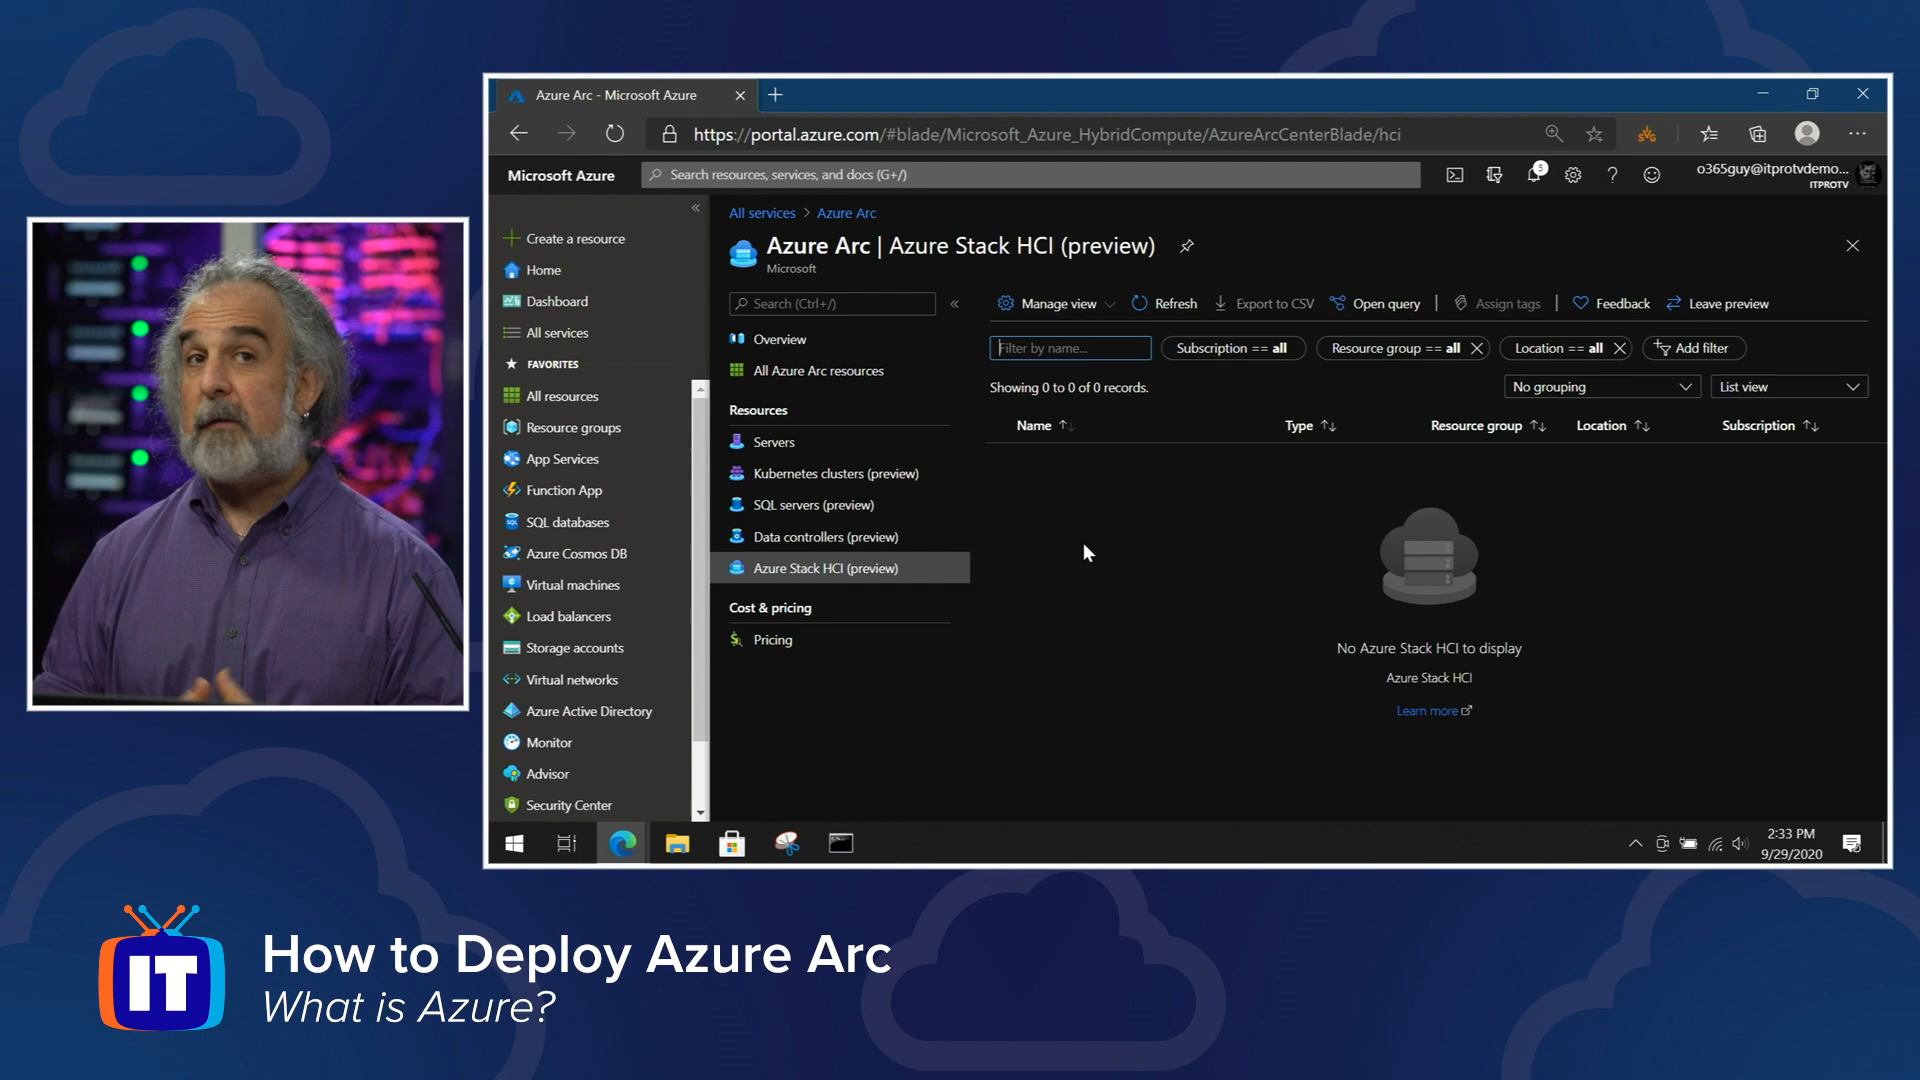 Azure Arc - Microsoft Azure
https://portal.azure.com/#blade/Microsoft_Azure_HybridCompute/AzureArcCenterBlade/hci
Microsoft Azure
Search resources, services, and docs (G+/)
5
o365guy@itprotvdemo...
ITPROTV
Create a resource
Home
Dashboard
All services
FAVORITES
All resources
Resource groups
App Services
Function App
SQL databases
Azure Cosmos DB
Virtual machines
Load balancers
Storage accounts
Virtual networks
Azure Active Directory
Monitor
Advisor
Security Center
All services > Azure Arc
Azure Arc | Azure Stack HCI (preview)
Microsoft
Search (Ctrl+/)
Overview
All Azure Arc resources
Resources
Servers
Kubernetes clusters (preview)
SQL servers (preview)
Data controllers (preview)
Azure Stack HCI (preview)
Cost & pricing
Pricing
Manage view Refresh Export to CSV Open query Assign tags Feedback Leave preview
Filter by name... Subscription == all Resource group == all Location == all Add filter
Showing 0 to 0 of 0 records. No grouping List view
Name Type Resource group Location Subscription
No Azure Stack HCI to display
Azure Stack HCI
Learn more
2:33 PM
9/29/2020
IT
How to Deploy Azure Arc
What is Azure?